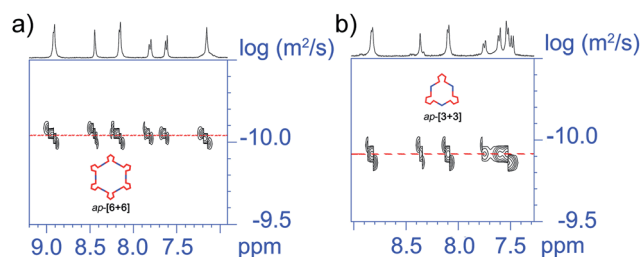 a)
log (m²/s)
-10.0
-9.5
ap-[6+6]
9.0 8.5 8.0 7.5 ppm
b)
log (m²/s)
-10.0
-9.5
ap-[3+3]
8.5 8.0 7.5 ppm